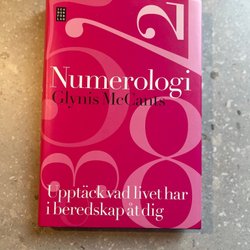 Numerologi
Glynis McCants
Upptäck vad livet har
i beredskap åt dig